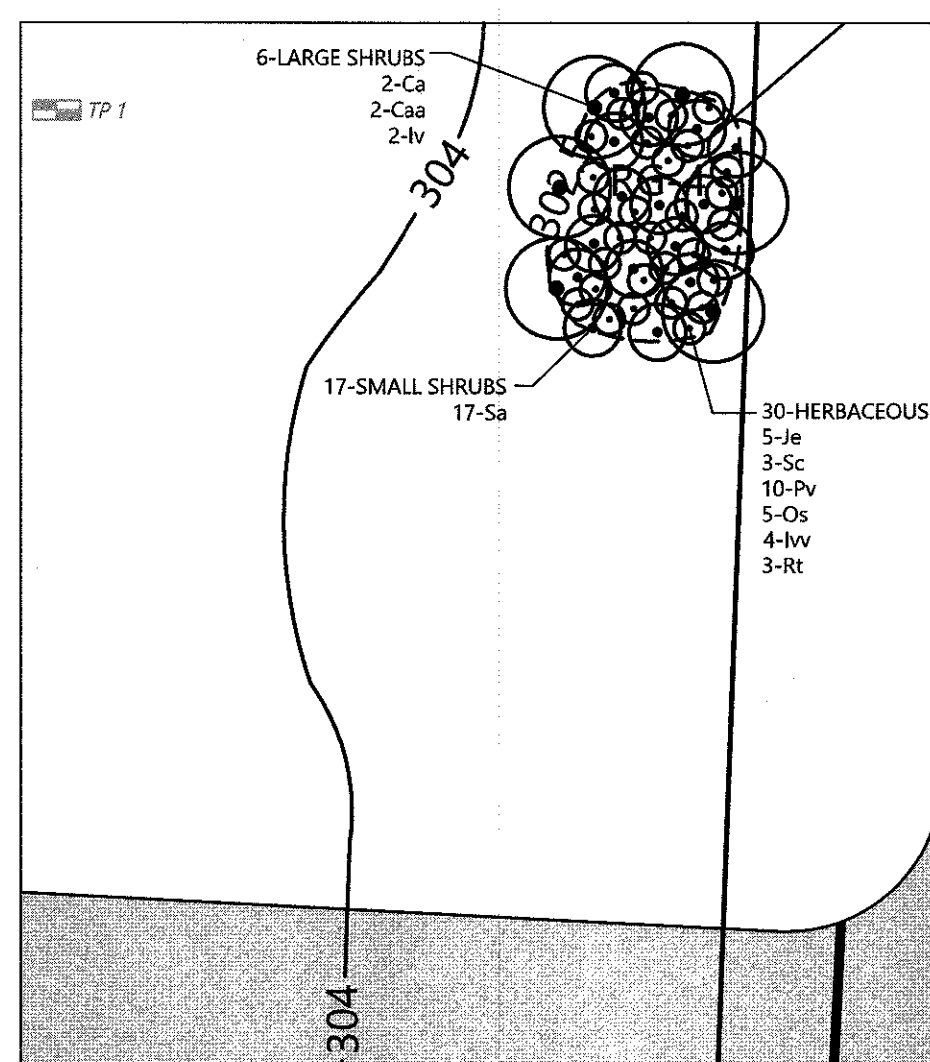 6-LARGE SHRUBS
2-Ca
2-Caa
2-Iv
TP 1
304
302
17-SMALL SHRUBS
17-Sa
30-HERBACEOUS
5-Je
3-Sc
10-Pv
5-Os
4-Ivv
3-Rt
304